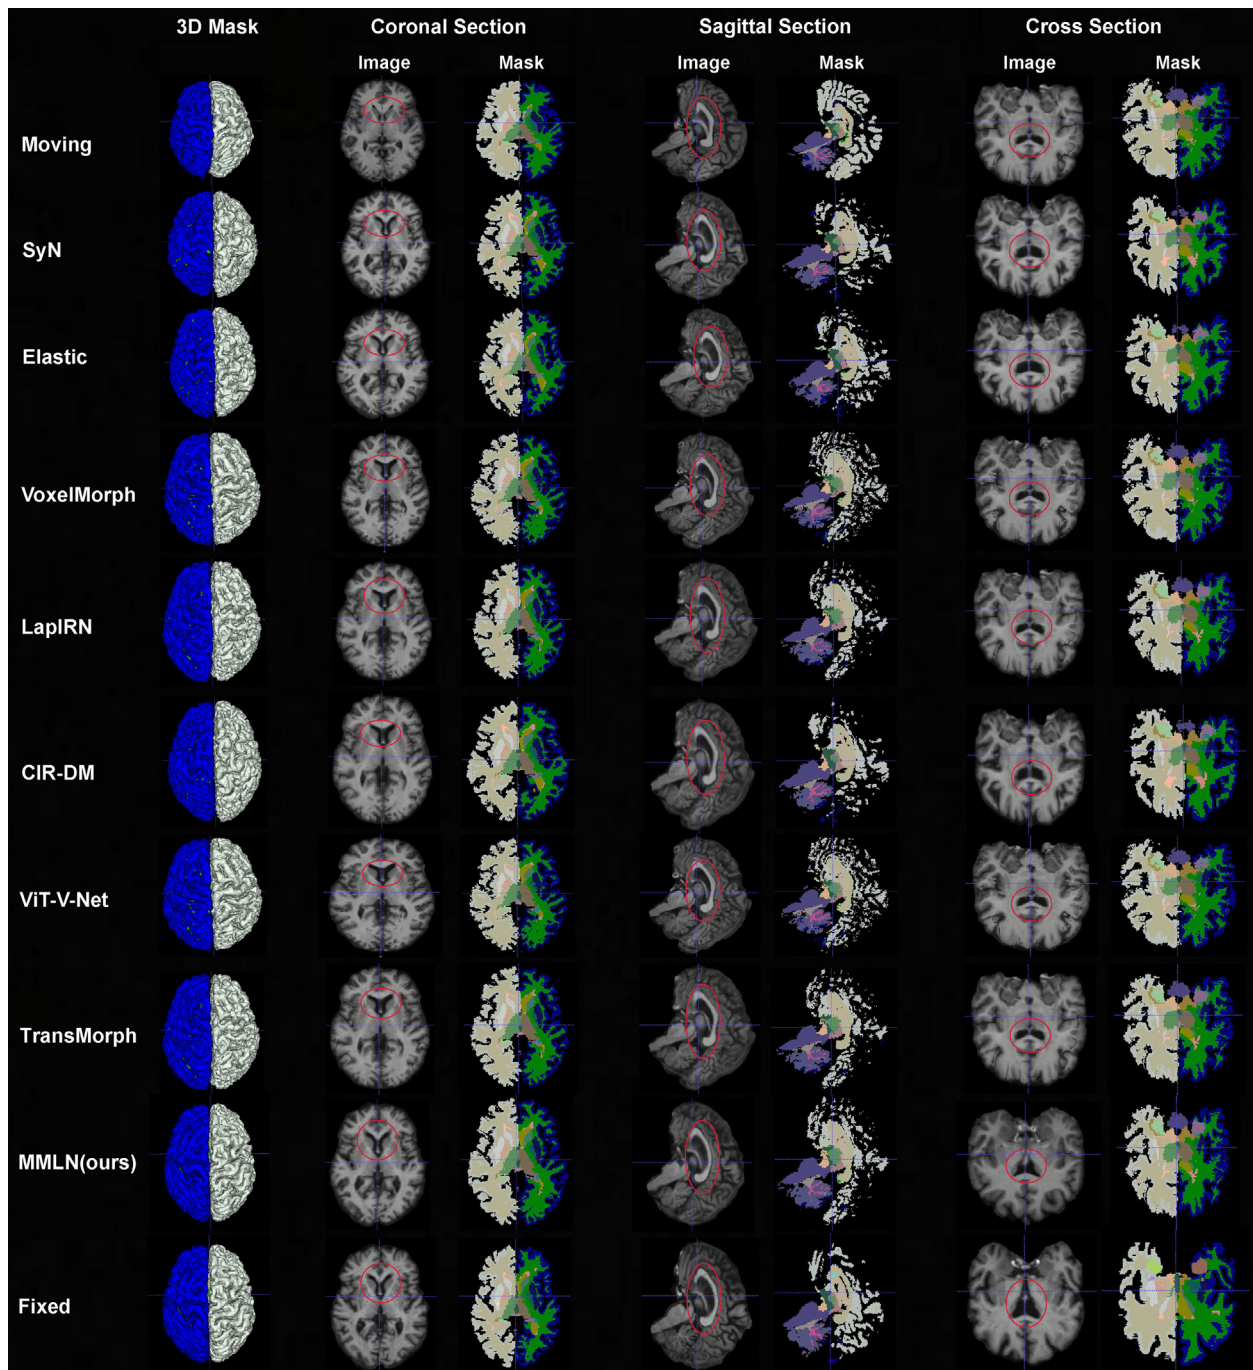 3D Mask Coronal Section Sagittal Section Cross Section
Image Mask Image Mask Image Mask
Moving
SyN
Elastic
VoxelMorph
LapIRN
CIR-DM
ViT-V-Net
TransMorph
MMLN(ours)
Fixed